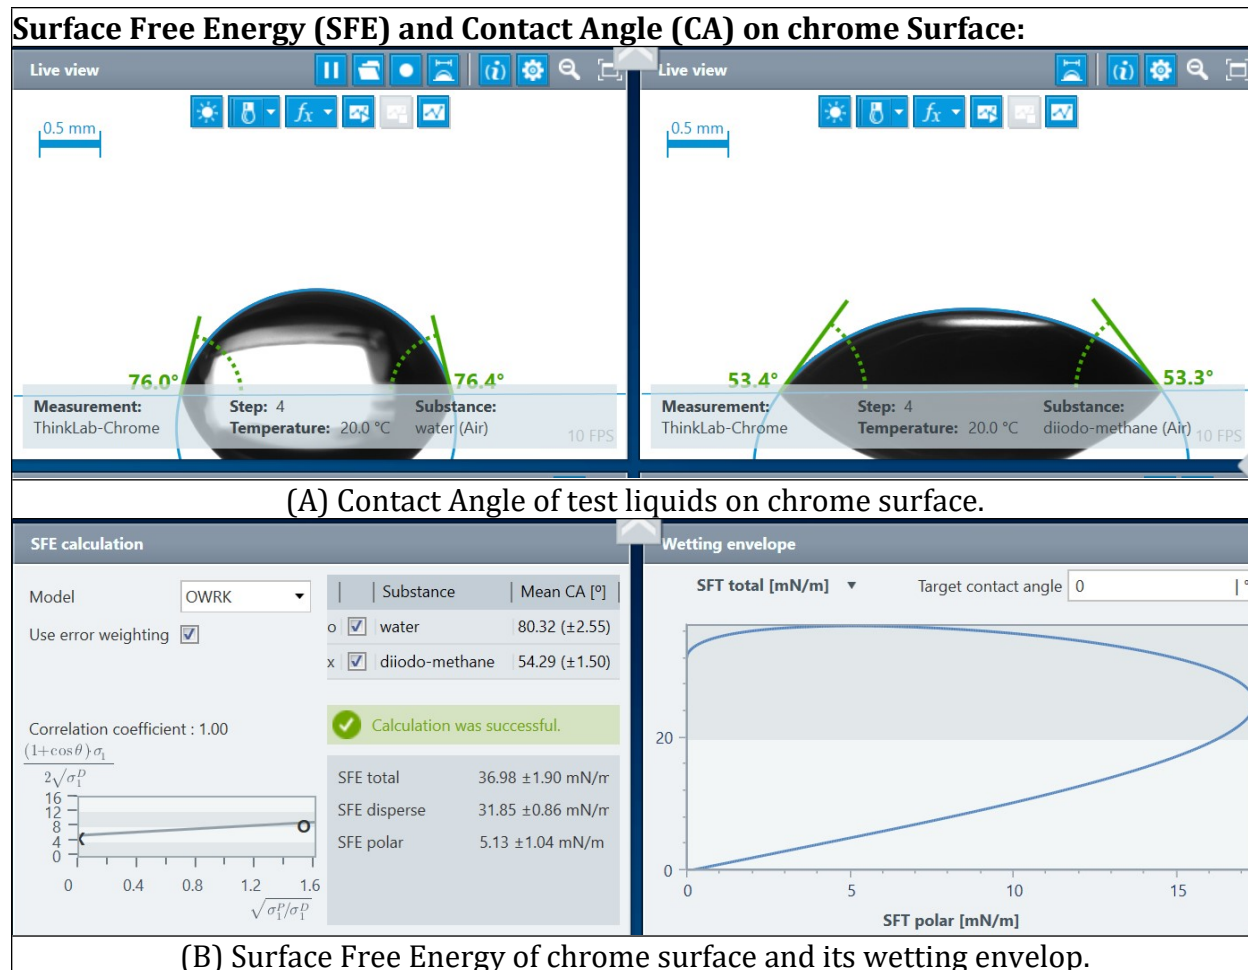 Surface Free Energy (SFE) and Contact Angle (CA) on chrome Surface:
Live view
0.5 mm
76.0° 76.4°
Measurement: Step: 4 Substance:
ThinkLab-Chrome Temperature: 20.0 °C water (Air) 10 FPS
Live view
0.5 mm
53.4° 53.3°
Measurement: Step: 4 Substance:
ThinkLab-Chrome Temperature: 20.0 °C diiodo-methane (Air) 10 FPS
(A) Contact Angle of test liquids on chrome surface.
SFE calculation
Model OWRK
Use error weighting
Substance Mean CA [º]
o water 80.32 (±2.55)
x diiodo-methane 54.29 (±1.50)
Correlation coefficient : 1.00
Calculation was successful.
(1+cosθ) σ₁
2√σ₁ᴰ
16
12
8
4
0
0 0.4 0.8 1.2 1.6
√σ₁ᴾ/σ₁ᴰ
SFE total 36.98 ±1.90 mN/m
SFE disperse 31.85 ±0.86 mN/m
SFE polar 5.13 ±1.04 mN/m
Wetting envelope
SFT total [mN/m] Target contact angle 0 °
20
0
0 5 10 15
SFT polar [mN/m]
(B) Surface Free Energy of chrome surface and its wetting envelop.